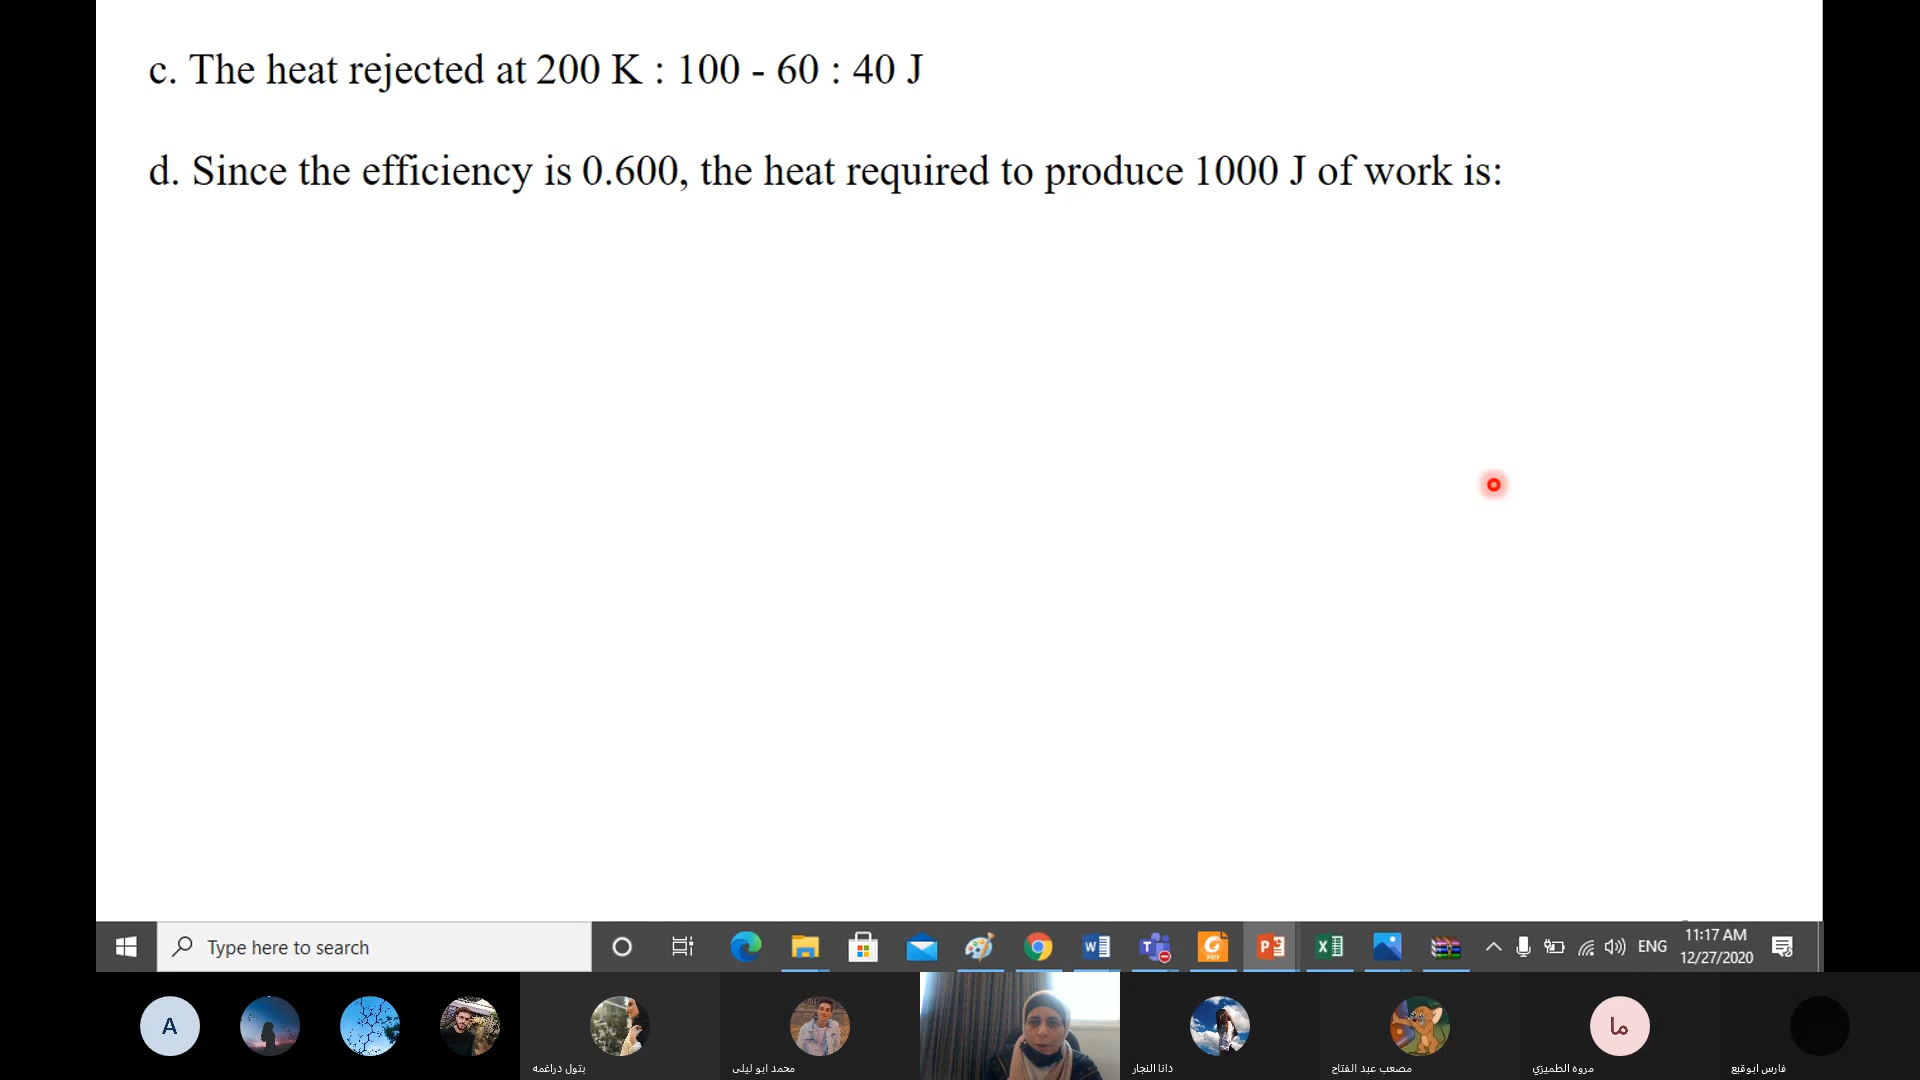 c. The heat rejected at 200 K : 100 - 60 : 40 J
d. Since the efficiency is 0.600, the heat required to produce 1000 J of work is:
Type here to search
ENG
11:17 AM
12/27/2020
A
بتول دراغمه
محمد ابو ليلى
دانا النجار
مصعب عبد الفتاح
ما
مروه الطميزي
فارس ابوقبع